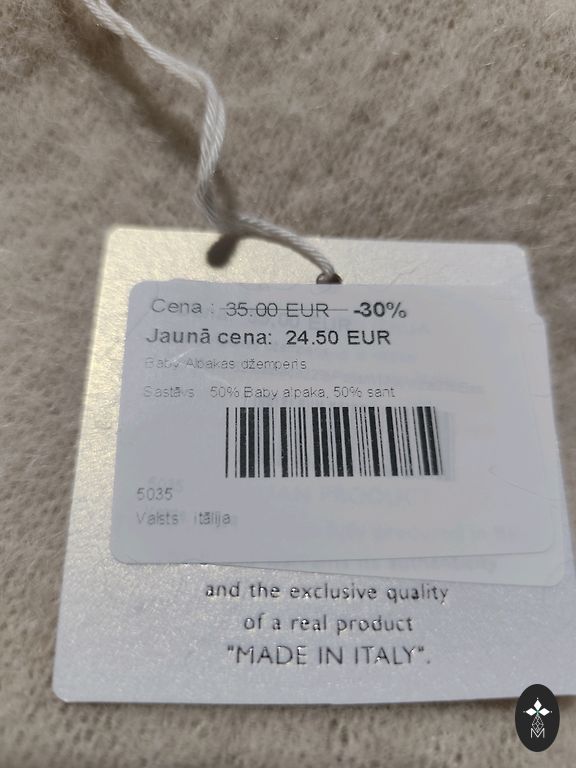 Cena : 35.00 EUR -30%
Jaunā cena: 24.50 EUR
Baby Alpakas džemperis
Sastāvs: 50% Baby alpaka, 50% sant
5035
Valsts Itālija
and the exclusive quality
of a real product
"MADE IN ITALY".
M